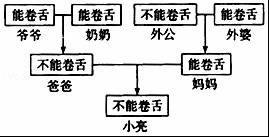 能卷舌 能卷舌 不能卷舌 能卷舌
爷爷 奶奶 外公 外婆
不能卷舌 能卷舌
爸爸 妈妈
不能卷舌
小亮